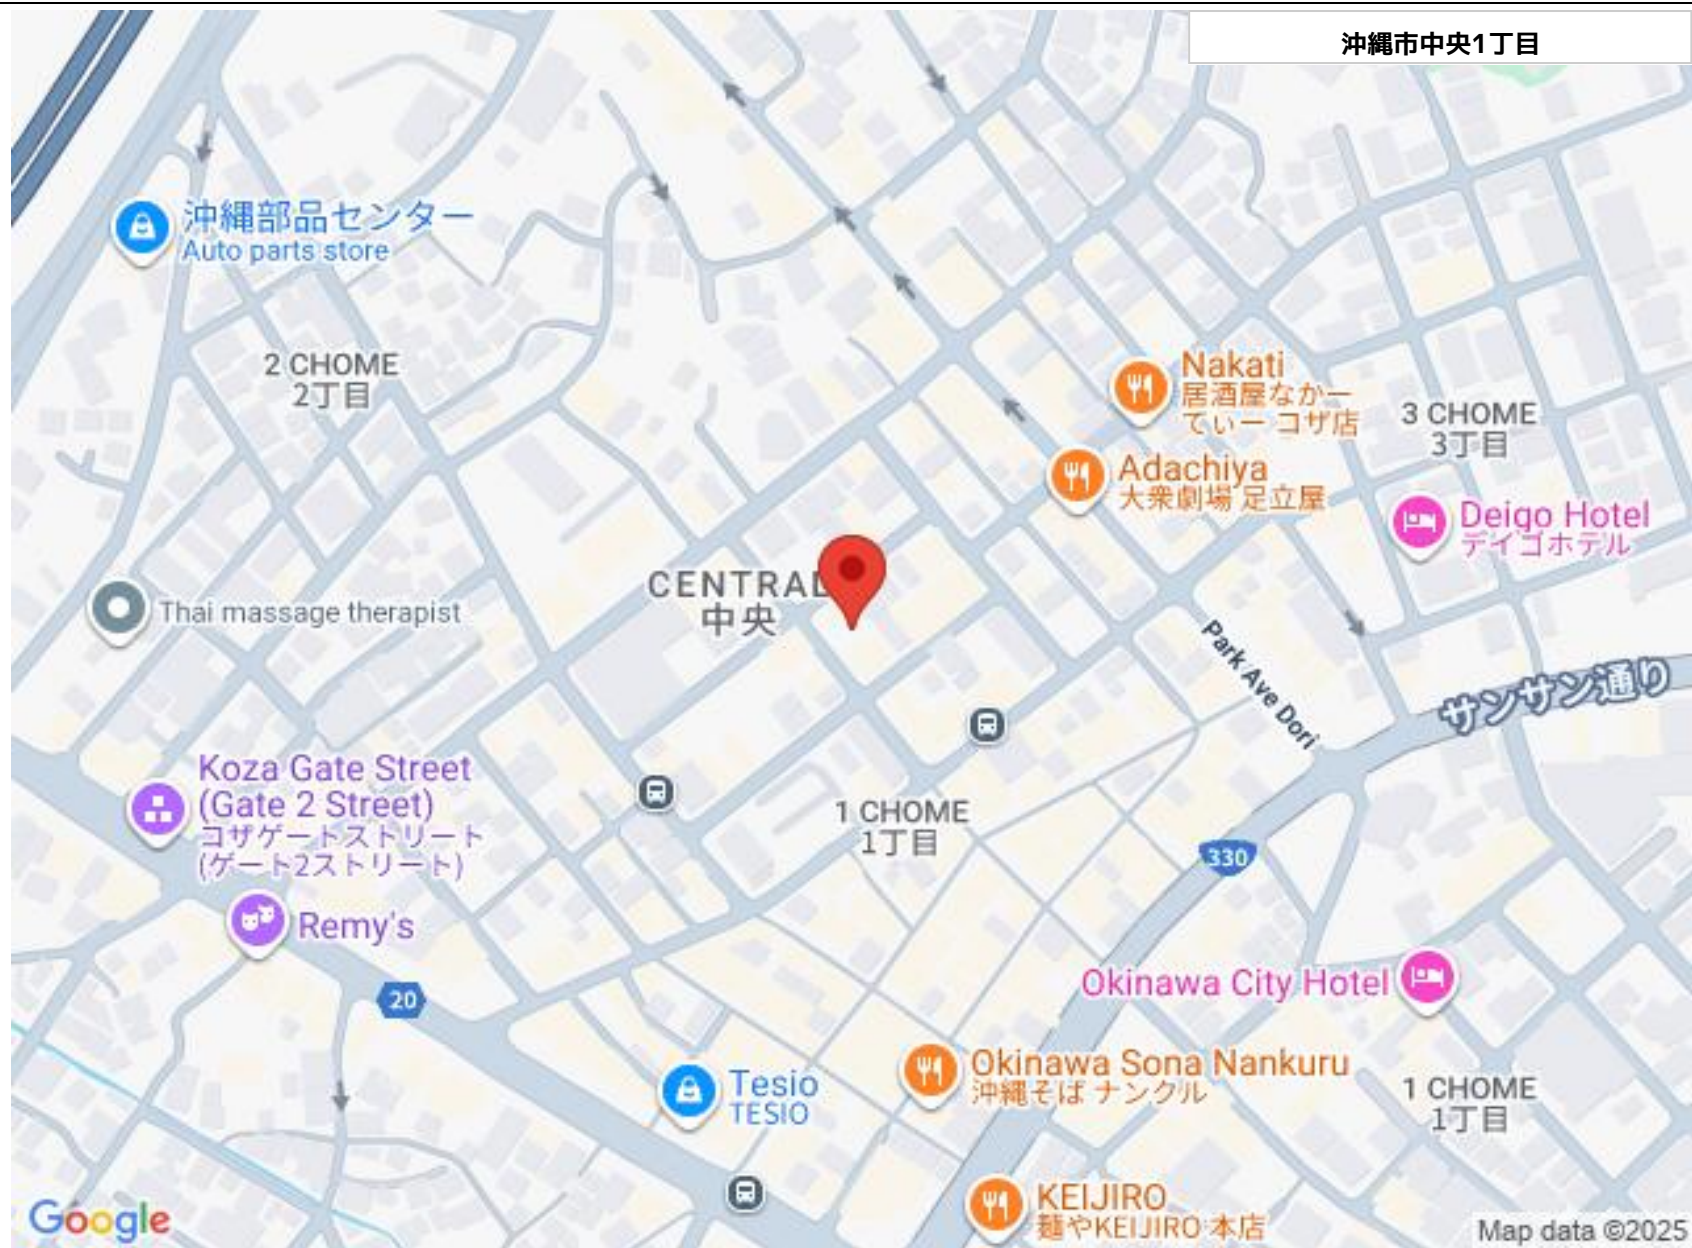 沖縄市中央1丁目
沖縄部品センター
Auto parts store
2 CHOME
2丁目
Nakati
居酒屋なかー
てぃー コザ店
3 CHOME
3丁目
Adachiya
大衆劇場 足立屋
Deigo Hotel
デイゴホテル
CENTRAL
中央
Thai massage therapist
Park Ave Dori
サンサン通り
Koza Gate Street
(Gate 2 Street)
コザゲートストリート
(ゲート2ストリート)
1 CHOME
1丁目
330
Remy's
20
Okinawa City Hotel
Tesio
TESIO
Okinawa Sona Nankuru
沖縄そば ナンクル
1 CHOME
1丁目
KEIJIRO
麺やKEIJIRO 本店
Google
Map data ©2025